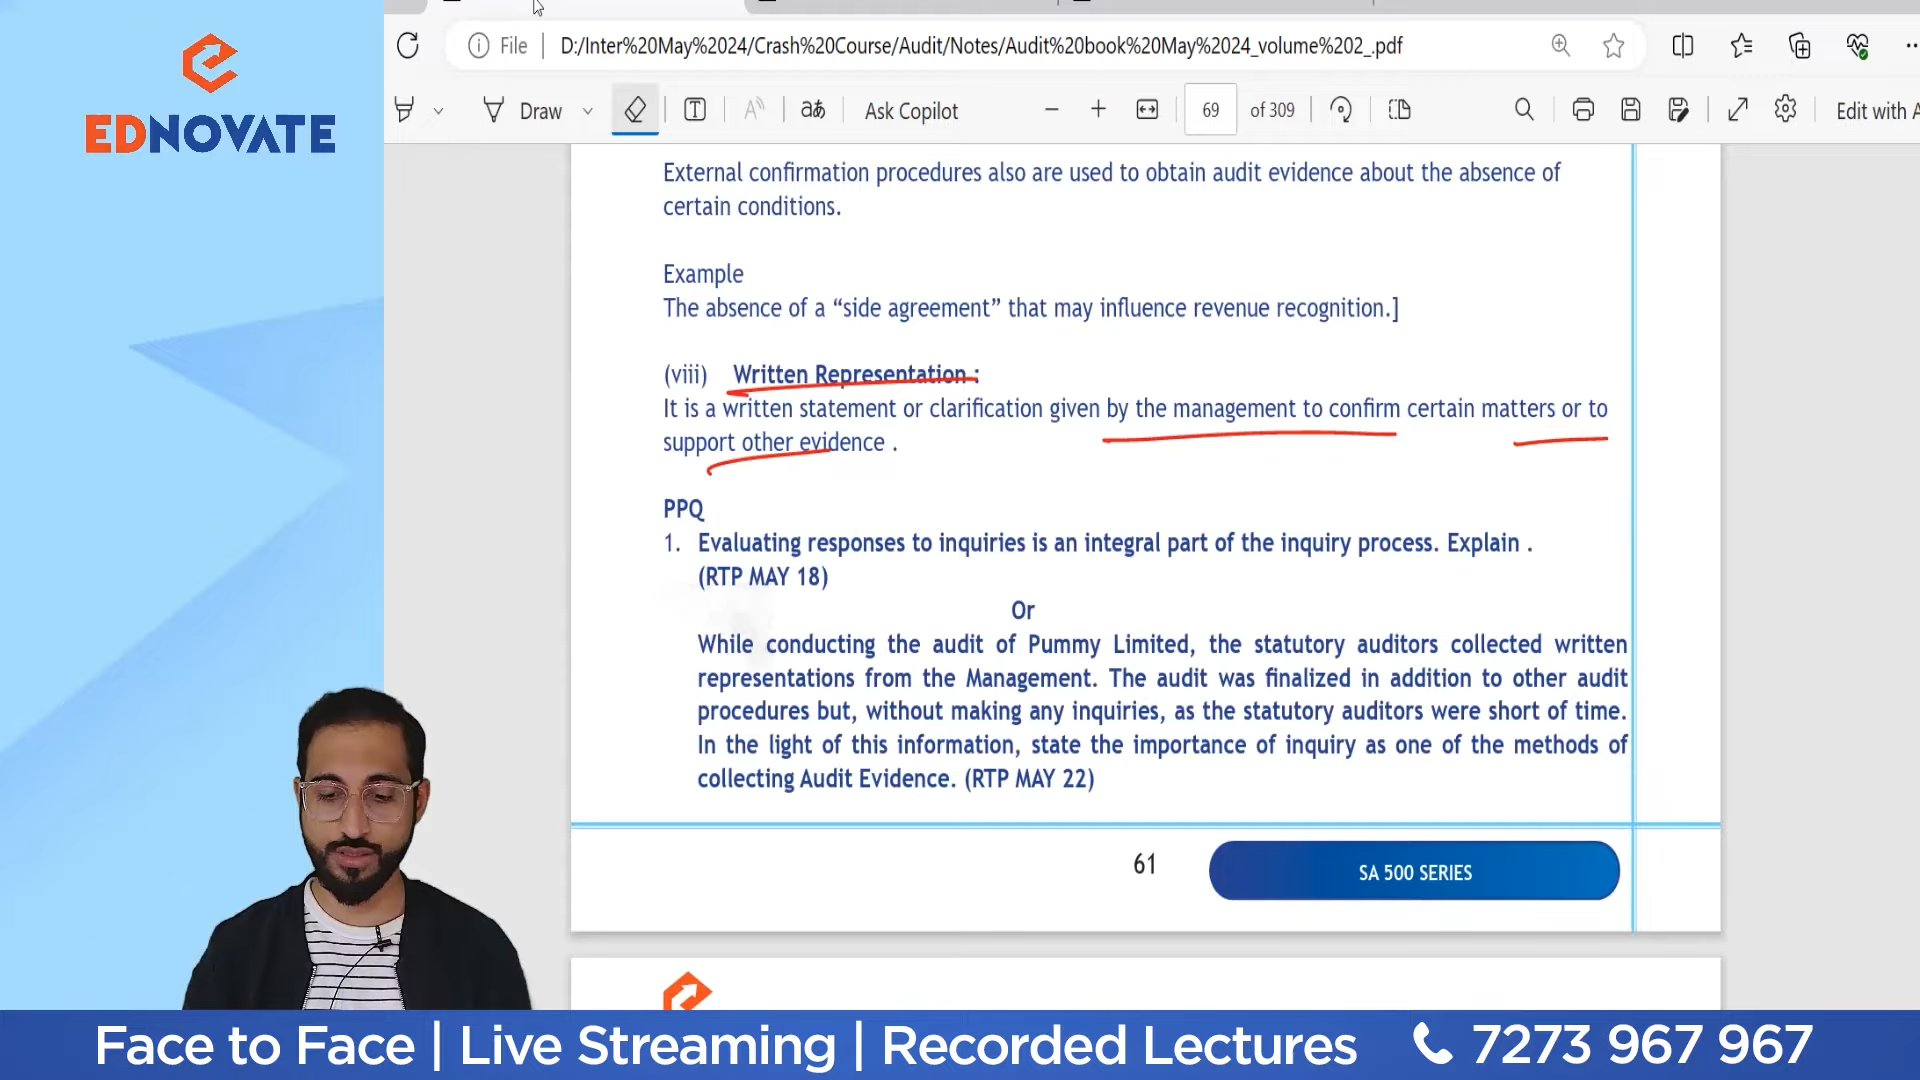 EDNOVATE
File
D:/Inter%20May%2024/Crash%20Course/Audit/Notes/Audit%20book%20May%2024_volume%202_.pdf
Draw
T
A
aあ
Ask Copilot
69
of 309
Edit with A
External confirmation procedures also are used to obtain audit evidence about the absence of
certain conditions.
Example
The absence of a “side agreement” that may influence revenue recognition.]
(viii) Written Representation :
It is a written statement or clarification given by the management to confirm certain matters or to
support other evidence .
PPQ
1. Evaluating responses to inquiries is an integral part of the inquiry process. Explain .
(RTP MAY 18)
Or
While conducting the audit of Pummy Limited, the statutory auditors collected written
representations from the Management. The audit was finalized in addition to other audit
procedures but, without making any inquiries, as the statutory auditors were short of time.
In the light of this information, state the importance of inquiry as one of the methods of
collecting Audit Evidence. (RTP MAY 22)
61
SA 500 SERIES
Face to Face | Live Streaming | Recorded Lectures 7273 967 967